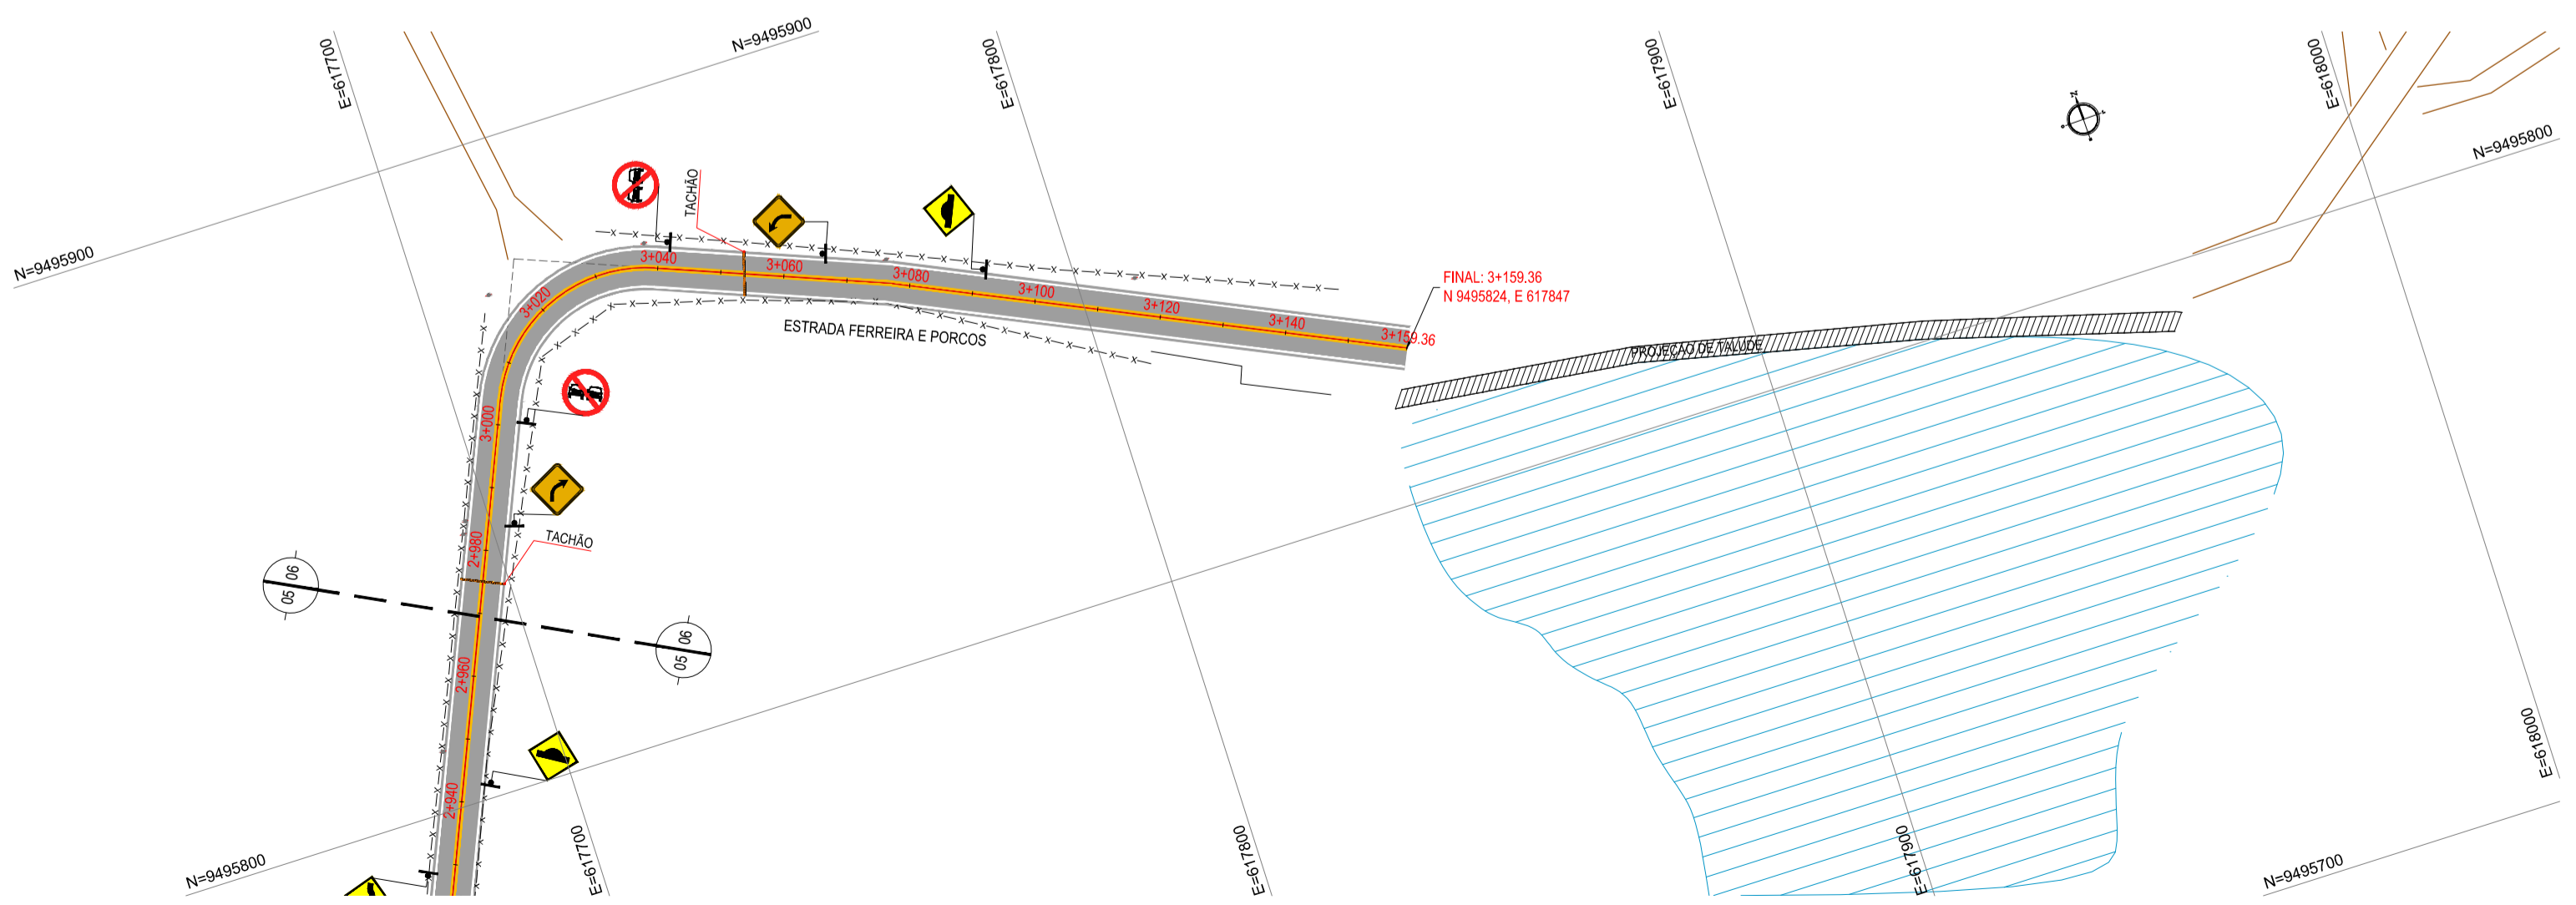 N=9495900
E=617700
E=617800
E=617900
E=618000
N=9495800
N=9495900
TACHÃO
3+040
3+060
3+080
3+100
3+120
3+140
3+159.36
FINAL: 3+159.36
N 9495824, E 617847
ESTRADA FERREIRA E PORCOS
PROJEÇÃO DE TALUDE
3+020
3+000
2+980
TACHÃO
05 06
05 06
2+960
2+940
N=9495800
E=617700
E=617800
E=617900
E=618000
N=9495700